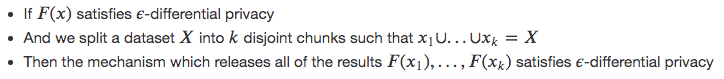 • If F(x) satisfies ϵ-differential privacy
• And we split a dataset X into k disjoint chunks such that x₁∪...∪xₖ = X
• Then the mechanism which releases all of the results F(x₁),...,F(xₖ) satisfies ϵ-differential privacy